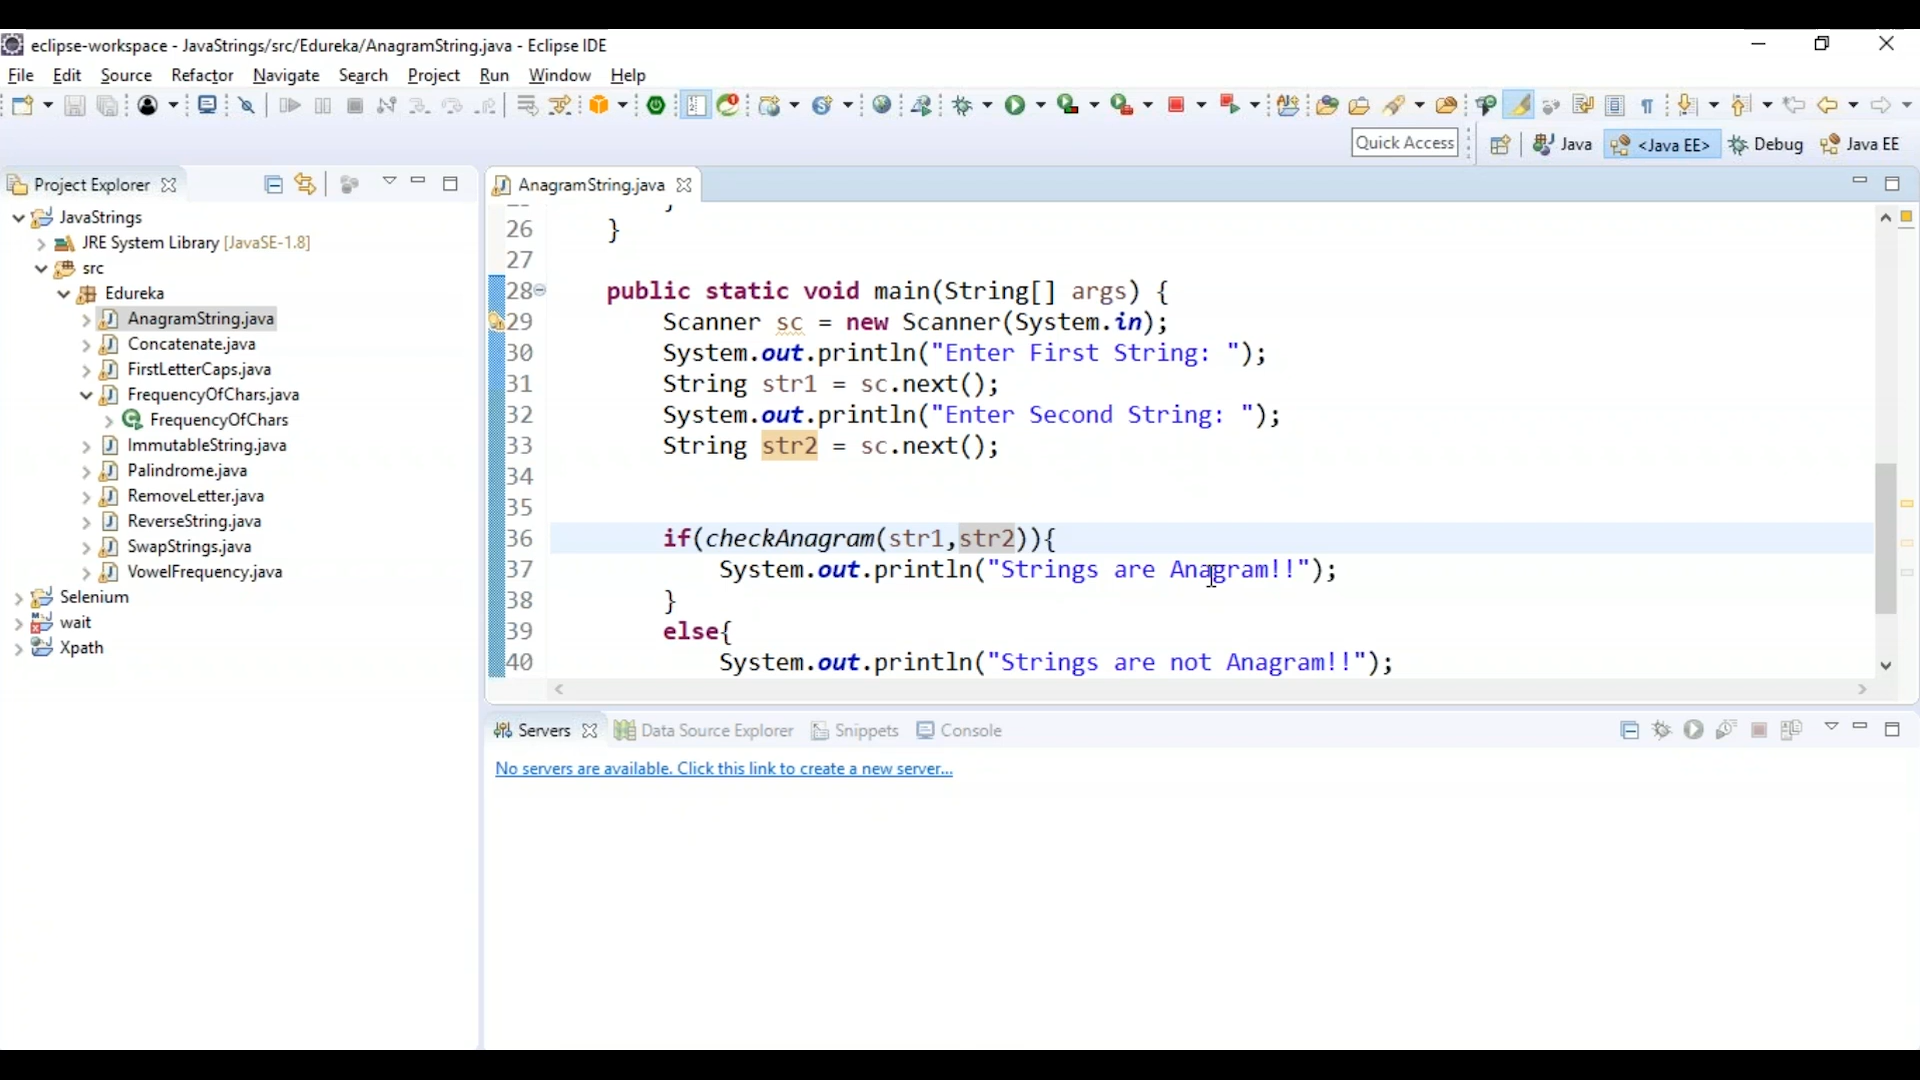 eclipse-workspace - JavaStrings/src/Edureka/AnagramString.java - Eclipse IDE
File Edit Source Refactor Navigate Search Project Run Window Help
Quick Access Java <Java EE> Debug Java EE
Project Explorer
JavaStrings
JRE System Library [JavaSE-1.8]
src
Edureka
AnagramString.java
Concatenate.java
FirstLetterCaps.java
FrequencyOfChars.java
FrequencyOfChars
ImmutableString.java
Palindrome.java
RemoveLetter.java
ReverseString.java
SwapStrings.java
VowelFrequency.java
Selenium
wait
Xpath
AnagramString.java
26 }
27
28 public static void main(String[] args) {
29 Scanner sc = new Scanner(System.in);
30 System.out.println("Enter First String: ");
31 String str1 = sc.next();
32 System.out.println("Enter Second String: ");
33 String str2 = sc.next();
34
35
36 if(checkAnagram(str1,str2)){
37 System.out.println("Strings are Anagram!!");
38 }
39 else{
40 System.out.println("Strings are not Anagram!!");
Servers Data Source Explorer Snippets Console
No servers are available. Click this link to create a new server...